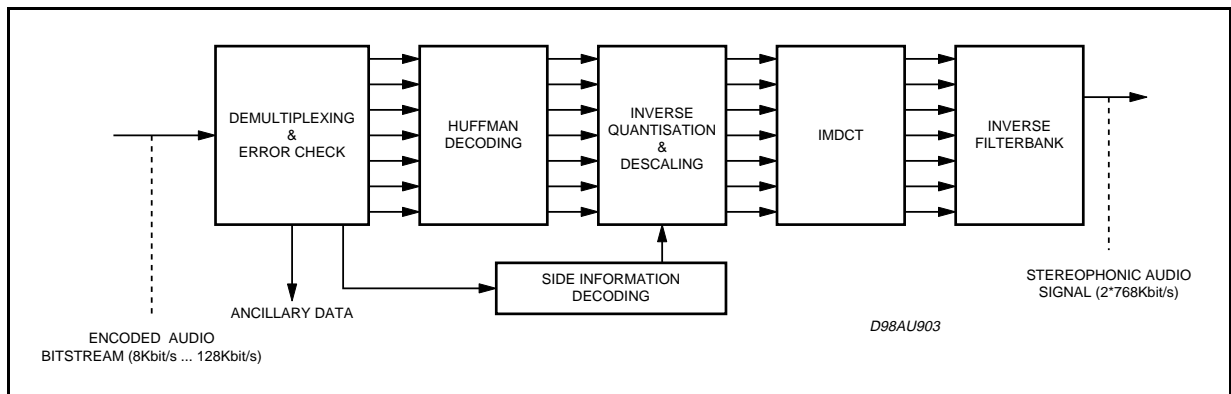 DEMULTIPLEXING
&
ERROR CHECK
HUFFMAN
DECODING
INVERSE
QUANTISATION
&
DESCALING
IMDCT
INVERSE
FILTERBANK
SIDE INFORMATION
DECODING
ANCILLARY DATA
ENCODED AUDIO
BITSTREAM (8Kbit/s ... 128Kbit/s)
STEREOPHONIC AUDIO
SIGNAL (2*768Kbit/s)
D98AU903